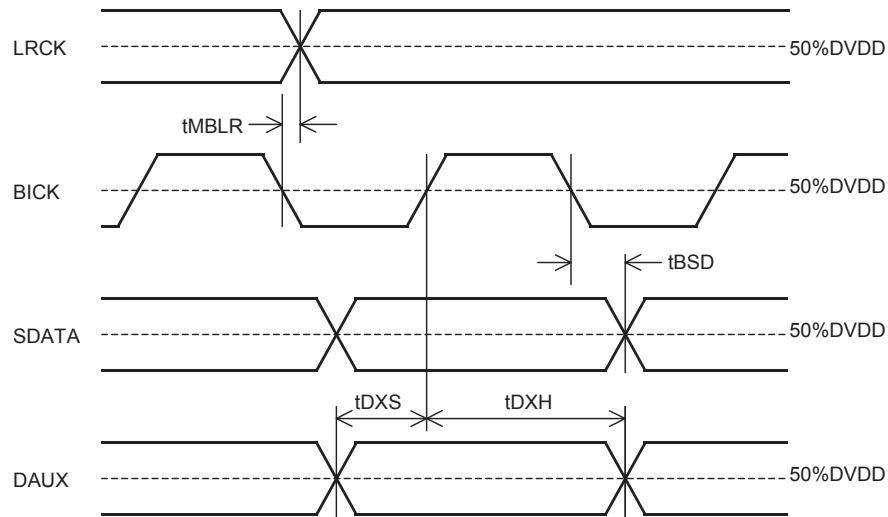 LRCK
50%DVDD
tMBLR
BICK
50%DVDD
tBSD
SDATA
50%DVDD
tDXS
tDXH
DAUX
50%DVDD